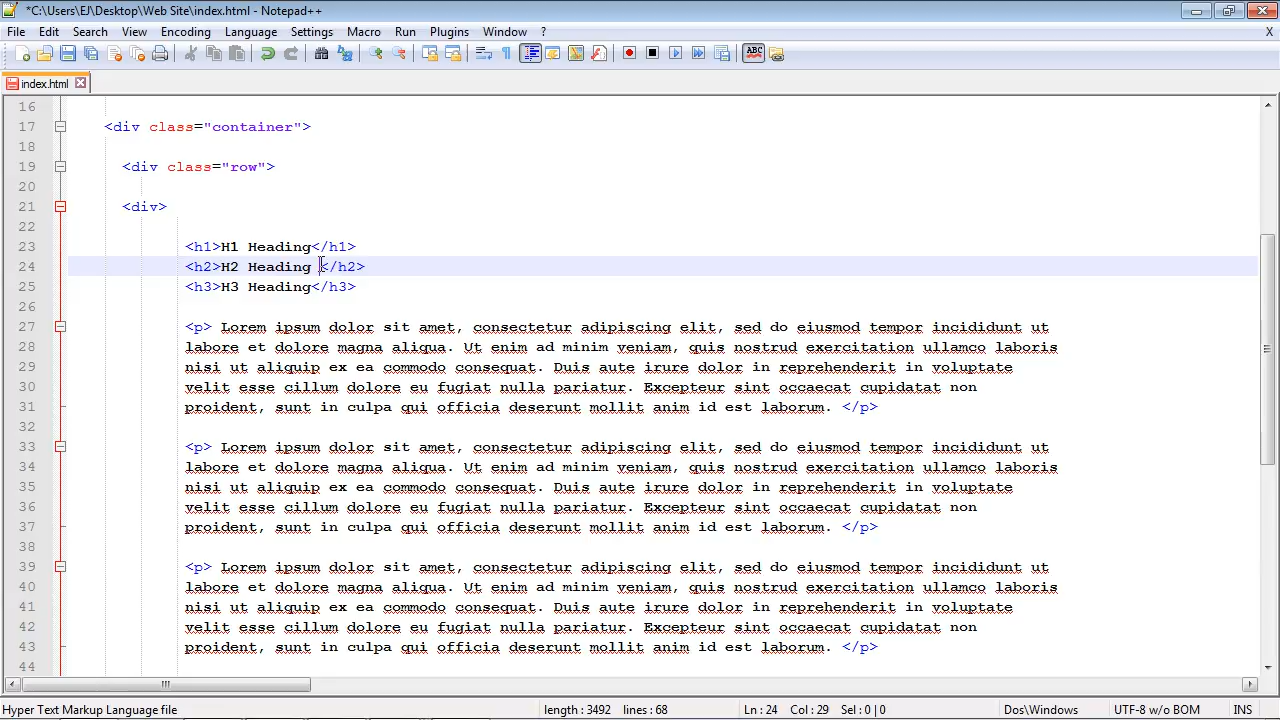 *C:\Users\EJ\Desktop\Web Site\index.html - Notepad++
File Edit Search View Encoding Language Settings Macro Run Plugins Window ? X
ABC
index.html
16
17 <div class="container">
18
19 <div class="row">
20
21 <div>
22
23 <h1>H1 Heading</h1>
24 <h2>H2 Heading </h2>
25 <h3>H3 Heading</h3>
26
27 <p> Lorem ipsum dolor sit amet, consectetur adipiscing elit, sed do eiusmod tempor incididunt ut
28 labore et dolore magna aliqua. Ut enim ad minim veniam, quis nostrud exercitation ullamco laboris
29 nisi ut aliquip ex ea commodo consequat. Duis aute irure dolor in reprehenderit in voluptate
30 velit esse cillum dolore eu fugiat nulla pariatur. Excepteur sint occaecat cupidatat non
31 proident, sunt in culpa qui officia deserunt mollit anim id est laborum. </p>
32
33 <p> Lorem ipsum dolor sit amet, consectetur adipiscing elit, sed do eiusmod tempor incididunt ut
34 labore et dolore magna aliqua. Ut enim ad minim veniam, quis nostrud exercitation ullamco laboris
35 nisi ut aliquip ex ea commodo consequat. Duis aute irure dolor in reprehenderit in voluptate
36 velit esse cillum dolore eu fugiat nulla pariatur. Excepteur sint occaecat cupidatat non
37 proident, sunt in culpa qui officia deserunt mollit anim id est laborum. </p>
38
39 <p> Lorem ipsum dolor sit amet, consectetur adipiscing elit, sed do eiusmod tempor incididunt ut
40 labore et dolore magna aliqua. Ut enim ad minim veniam, quis nostrud exercitation ullamco laboris
41 nisi ut aliquip ex ea commodo consequat. Duis aute irure dolor in reprehenderit in voluptate
42 velit esse cillum dolore eu fugiat nulla pariatur. Excepteur sint occaecat cupidatat non
43 proident, sunt in culpa qui officia deserunt mollit anim id est laborum. </p>
44
Hyper Text Markup Language file length : 3492 lines : 68 Ln : 24 Col : 29 Sel : 0 | 0 Dos\Windows UTF-8 w/o BOM INS